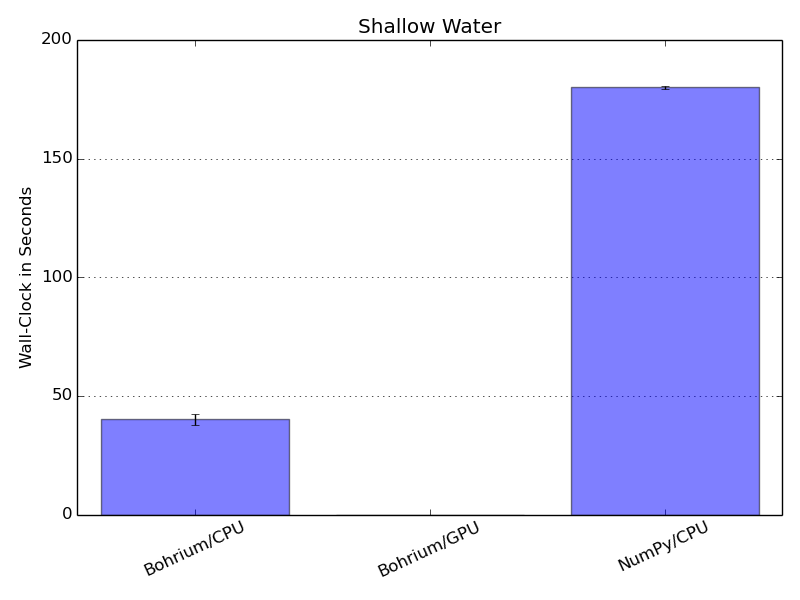 Shallow Water
200
150
100
50
0
Wall-Clock in Seconds
Bohrium/CPU
Bohrium/GPU
NumPy/CPU